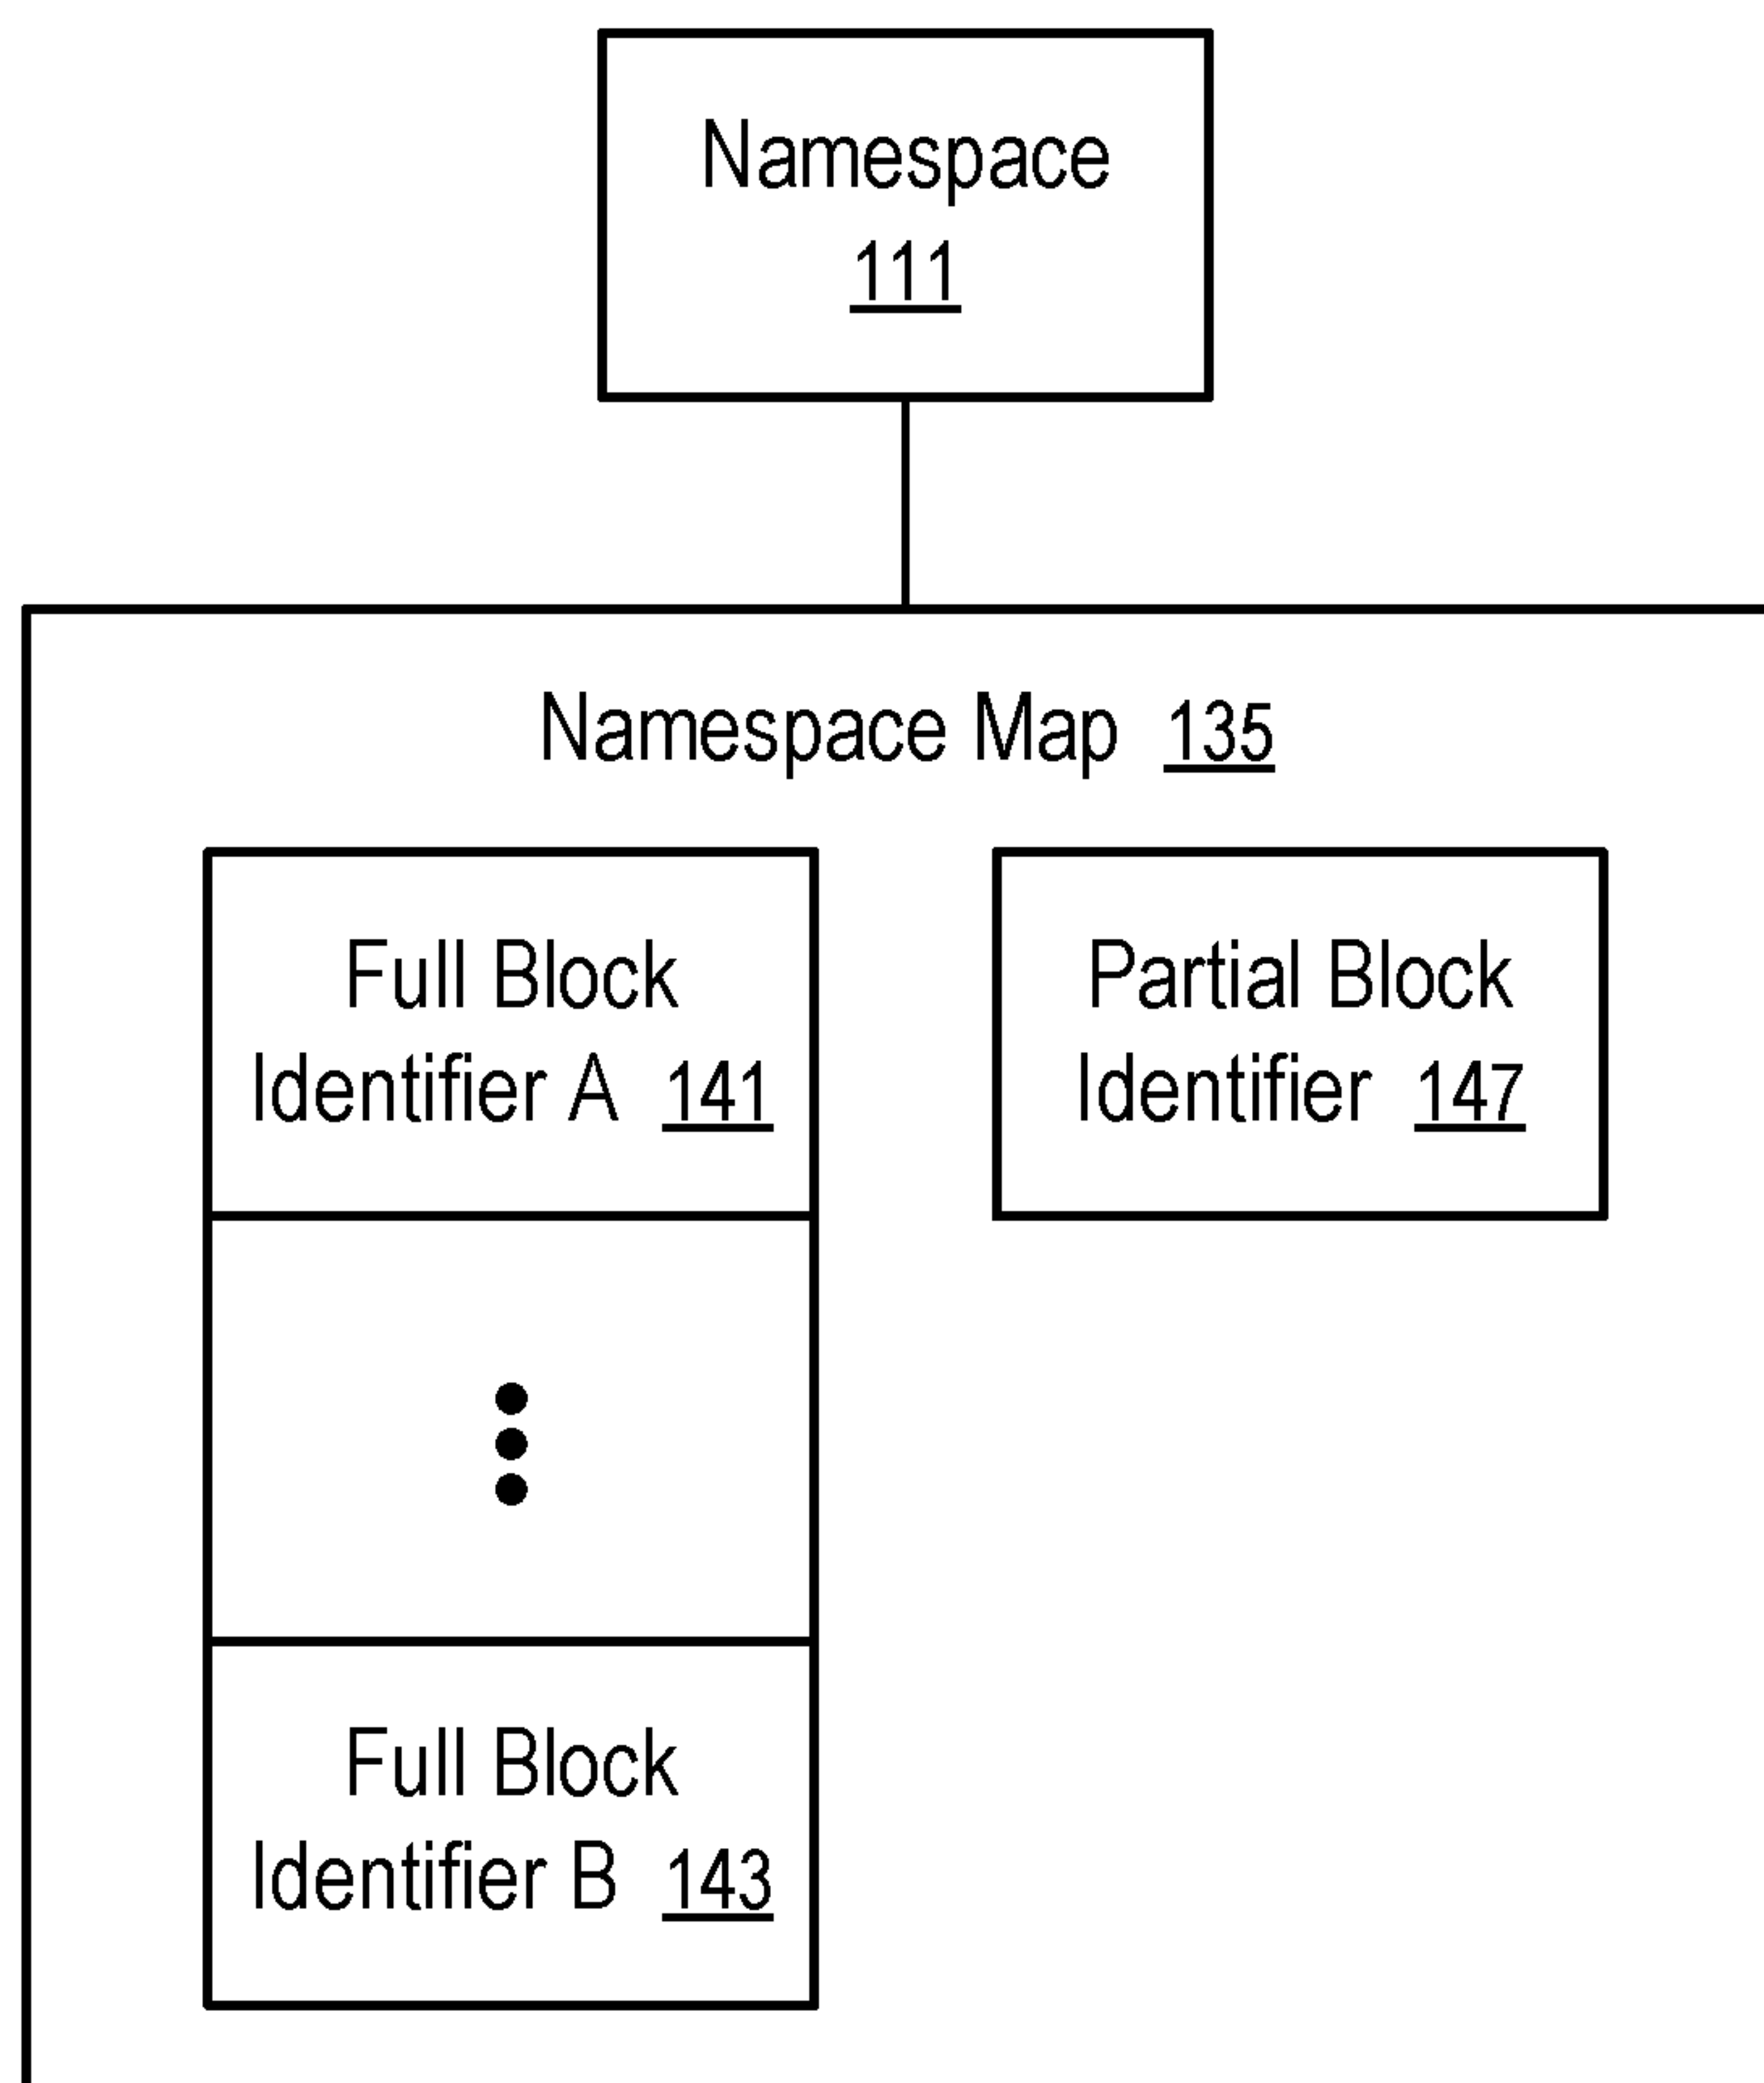 Namespace
111
Namespace Map 135
Full Block
Identifier A 141
Partial Block
Identifier 147
Full Block
Identifier B 143